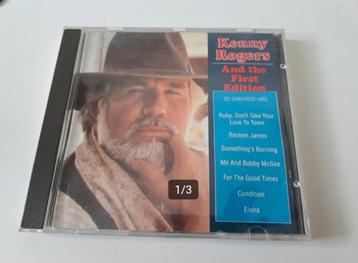 Kenny
Rogers
And the
First
Edition
20 GREATEST HITS
Ruby, Don't Take Your
Love To Town
Reuben James
Something's Burning
Me And Bobby McGee
For The Good Times
Condition
Elvira
1/3